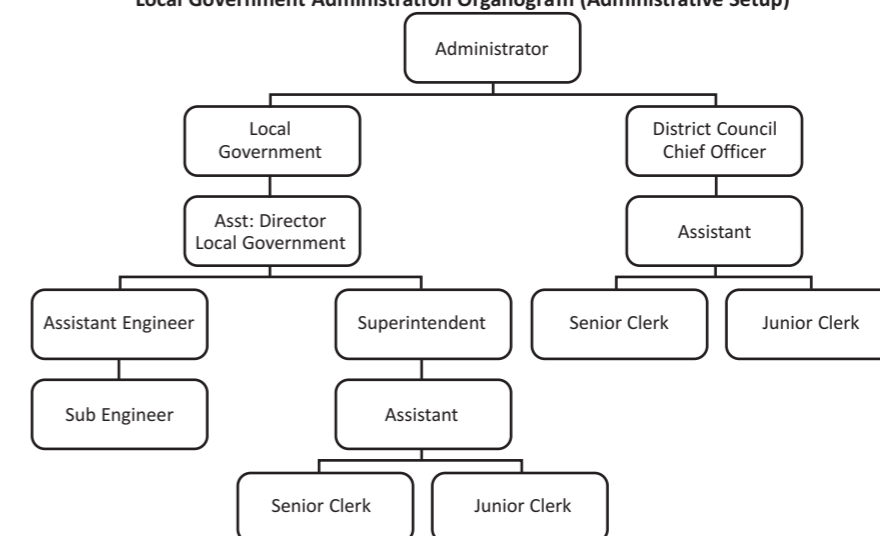 Local Government Administration Organogram (Administrative Setup)
Administrator
Local
Government
District Council
Chief Officer
Asst: Director
Local Government
Assistant
Assistant Engineer
Superintendent
Senior Clerk
Junior Clerk
Sub Engineer
Assistant
Senior Clerk
Junior Clerk